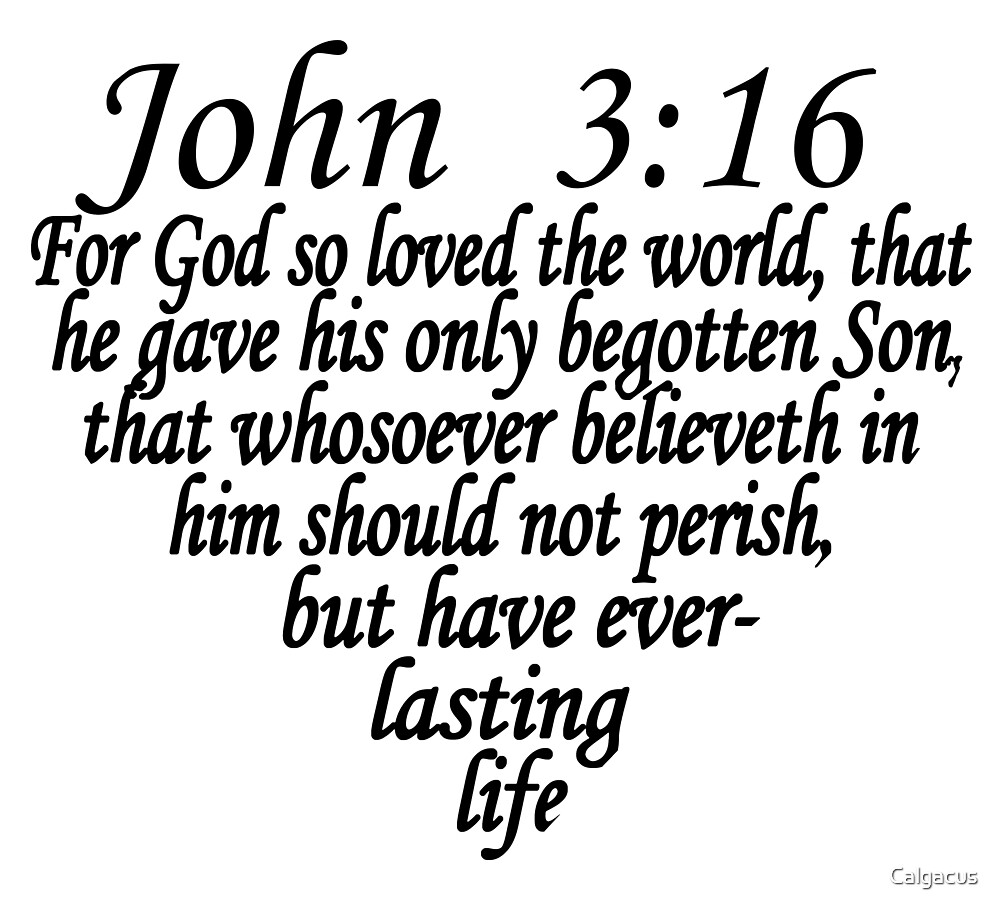 John 3:16
For God so loved the world, that
he gave his only begotten Son,
that whosoever believeth in
him should not perish,
but have ever-
lasting
life
Calgacus